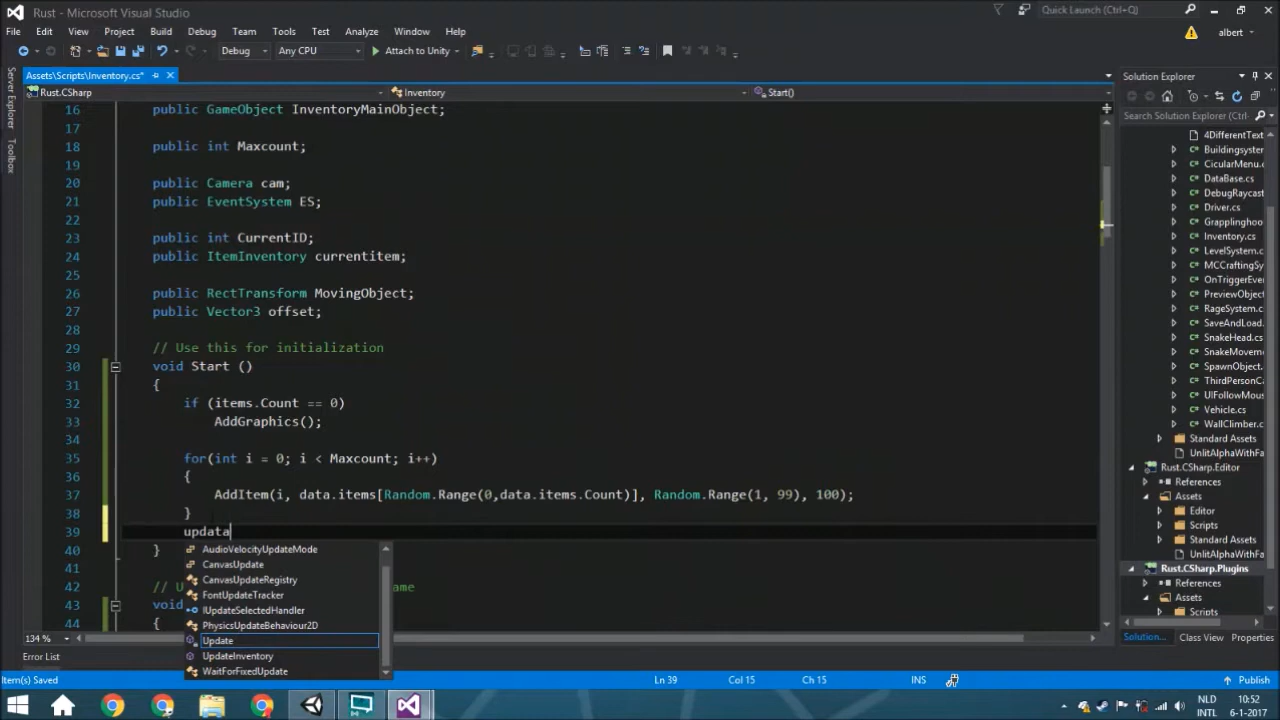 Rust - Microsoft Visual Studio
Quick Launch (Ctrl+Q)
File Edit View Project Build Debug Team Tools Test Analyze Window Help
albert
Debug Any CPU Attach to Unity
Server Explorer
Toolbox
Assets\Scripts\Inventory.cs*
Rust.CSharp Inventory Start()
16 public GameObject InventoryMainObject;
17
18 public int Maxcount;
19
20 public Camera cam;
21 public EventSystem ES;
22
23 public int CurrentID;
24 public ItemInventory currentitem;
25
26 public RectTransform MovingObject;
27 public Vector3 offset;
28
29 // Use this for initialization
30 void Start ()
31 {
32 if (items.Count == 0)
33 AddGraphics();
34
35 for(int i = 0; i < Maxcount; i++)
36 {
37 AddItem(i, data.items[Random.Range(0,data.items.Count)], Random.Range(1, 99), 100);
38 }
39 updata
40 }
41
42 // U ame
43 void
44 {
AudioVelocityUpdateMode
CanvasUpdate
CanvasUpdateRegistry
FontUpdateTracker
IUpdateSelectedHandler
PhysicsUpdateBehaviour2D
Update
UpdateInventory
WaitForFixedUpdate
134 %
Error List
Solution Explorer
Search Solution Explorer (Ctrl+
4DifferentText
Buildingsystem
CicularMenu.c
DataBase.cs
DebugRaycast
Driver.cs
Grapplinghoo
Inventory.cs
LevelSystem.c
MCCraftingSy
OnTriggerEve
PreviewObject
RageSystem.c
SaveAndLoad.
SnakeHead.cs
SnakeMovem
SpawnObject.
ThirdPersonCa
UIFollowMous
Vehicle.cs
WallClimber.c
Standard Assets
UnlitAlphaWithFa
Rust.CSharp.Editor
References
Assets
Editor
Scripts
Standard Assets
UnlitAlphaWithFa
Rust.CSharp.Plugins
References
Assets
Scripts
Solution... Class View Properties
Item(s) Saved Ln 39 Col 15 Ch 15 INS Publish
NLD 10:52
INTL 6-1-2017